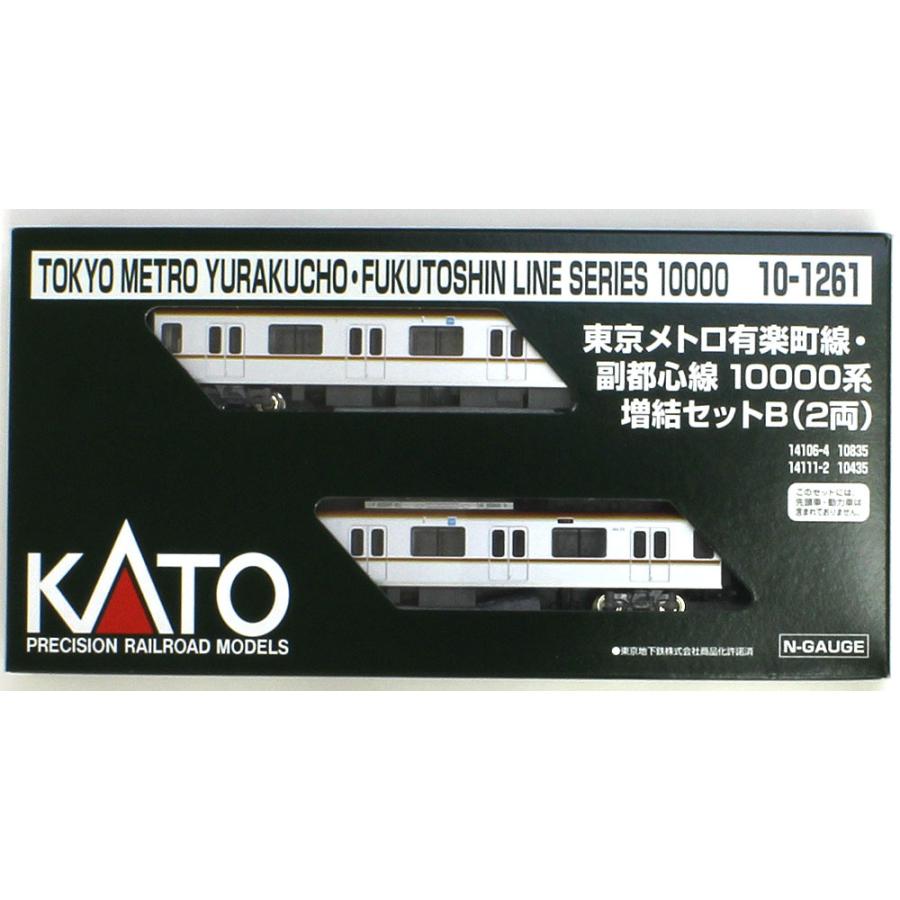 TOKYO METRO YURAKUCHO・FUKUTOSHIN LINE SERIES 10000 10-1261
東京メトロ有楽町線・
副都心線 10000系
増結セットB(2両)
14106-4 10835
14111-2 10435
このセットには、
先頭車・動力車は
含まれておりません。
KATO
PRECISION RAILROAD MODELS
●東京地下鉄株式会社商品化許諾済
N-GAUGE